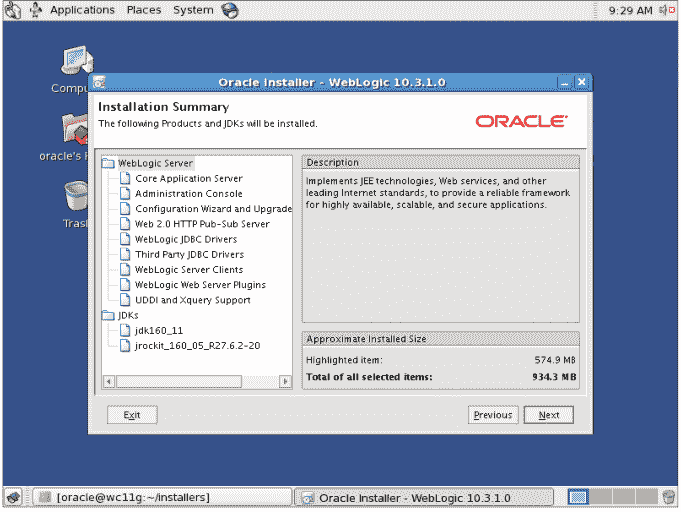 Applications Places System
9:29 AM
Compu
oracle's
Tras
Oracle Installer - WebLogic 10.3.1.0
Installation Summary
The following Products and JDKs will be installed.
ORACLE
WebLogic Server
Core Application Server
Administration Console
Configuration Wizard and Upgrade
Web 2.0 HTTP Pub-Sub Server
WebLogic JDBC Drivers
Third Party JDBC Drivers
WebLogic Server Clients
WebLogic Web Server Plugins
UDDI and Xquery Support
JDKs
jdk160_11
jrockit_160_05_R27.6.2-20
Description
Implements JEE technologies, Web services, and other
leading Internet standards, to provide a reliable framework
for highly available, scalable, and secure applications.
Approximate Installed Size
Highlighted item: 574.9 MB
Total of all selected items: 934.3 MB
Exit
Previous
Next
[oracle@wc11g:~/installers]
Oracle Installer - WebLogic 10.3.1.0